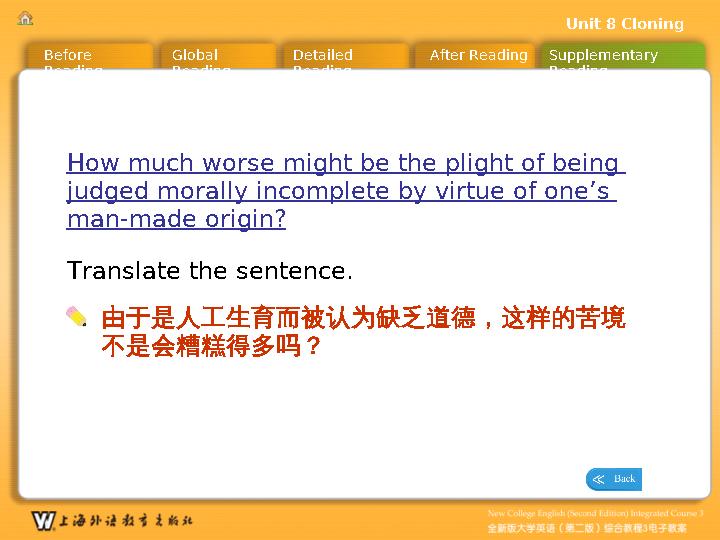 Unit 8 Cloning
Before Reading
Global Reading
Detailed Reading
After Reading
Supplementary Reading
How much worse might be the plight of being
judged morally incomplete by virtue of one’s
man-made origin?
Translate the sentence.
由于是人工生育而被认为缺乏道德，这样的苦境
不是会糟糕得多吗？
≪ Back
W 上海外语教育出版社
New College English (Second Edition) Integrated Course 3
全新版大学英语（第二版）综合教程3电子教案